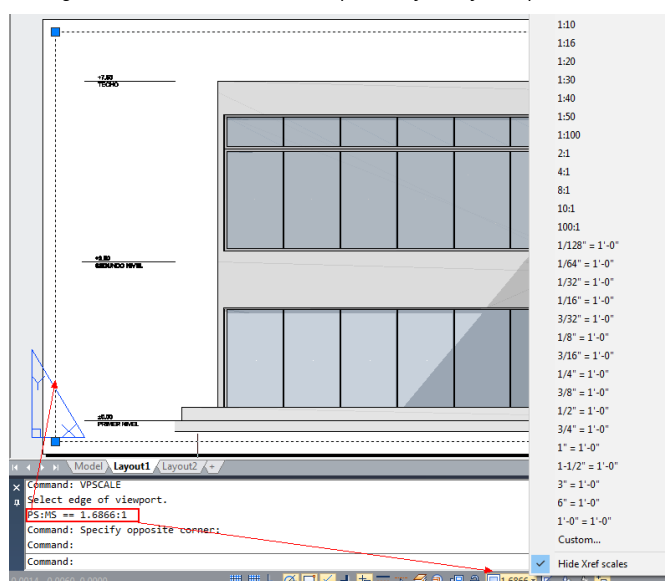 1:10
1:16
1:20
1:30
1:40
1:50
1:100
2:1
4:1
8:1
10:1
100:1
1/128" = 1'-0"
1/64" = 1'-0"
1/32" = 1'-0"
1/16" = 1'-0"
3/32" = 1'-0"
1/8" = 1'-0"
3/16" = 1'-0"
1/4" = 1'-0"
3/8" = 1'-0"
1/2" = 1'-0"
3/4" = 1'-0"
1" = 1'-0"
1-1/2" = 1'-0"
3" = 1'-0"
6" = 1'-0"
1'-0" = 1'-0"
Custom...
Hide Xref scales
TECHO
SEGUNDO NIVEL
±0.00
PRIMER NIVEL
Y
X
Model Layout1 Layout2 +
Command: VPSCALE
Select edge of viewport.
PS:MS == 1.6866:1
Command: Specify opposite corner:
Command:
Command:
1.6866